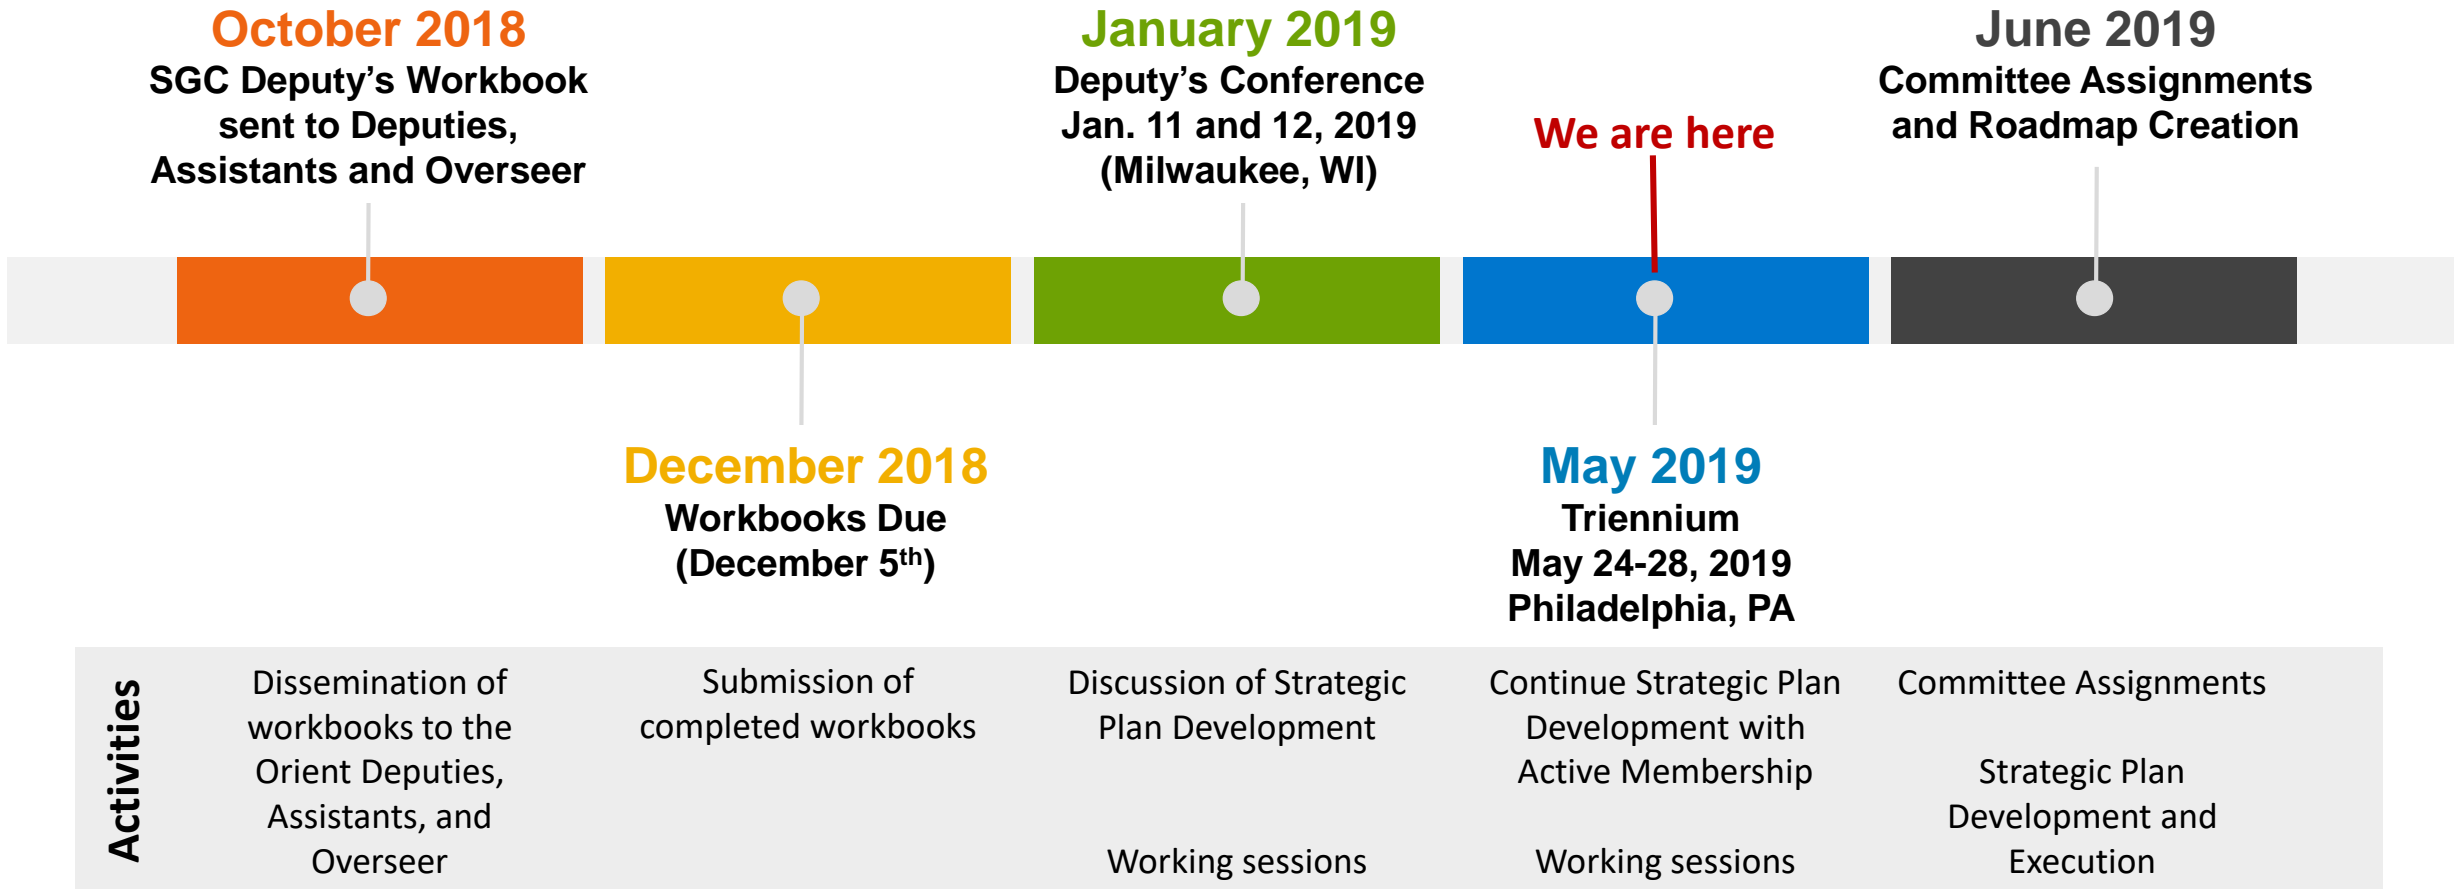 October 2018
SGC Deputy’s Workbook
sent to Deputies,
Assistants and Overseer
January 2019
Deputy’s Conference
Jan. 11 and 12, 2019
(Milwaukee, WI)
We are here
June 2019
Committee Assignments
and Roadmap Creation
December 2018
Workbooks Due
(December 5th)
May 2019
Triennium
May 24-28, 2019
Philadelphia, PA
Activities
Dissemination of
workbooks to the
Orient Deputies,
Assistants, and
Overseer
Submission of
completed workbooks
Discussion of Strategic
Plan Development
Working sessions
Continue Strategic Plan
Development with
Active Membership
Working sessions
Committee Assignments
Strategic Plan
Development and
Execution